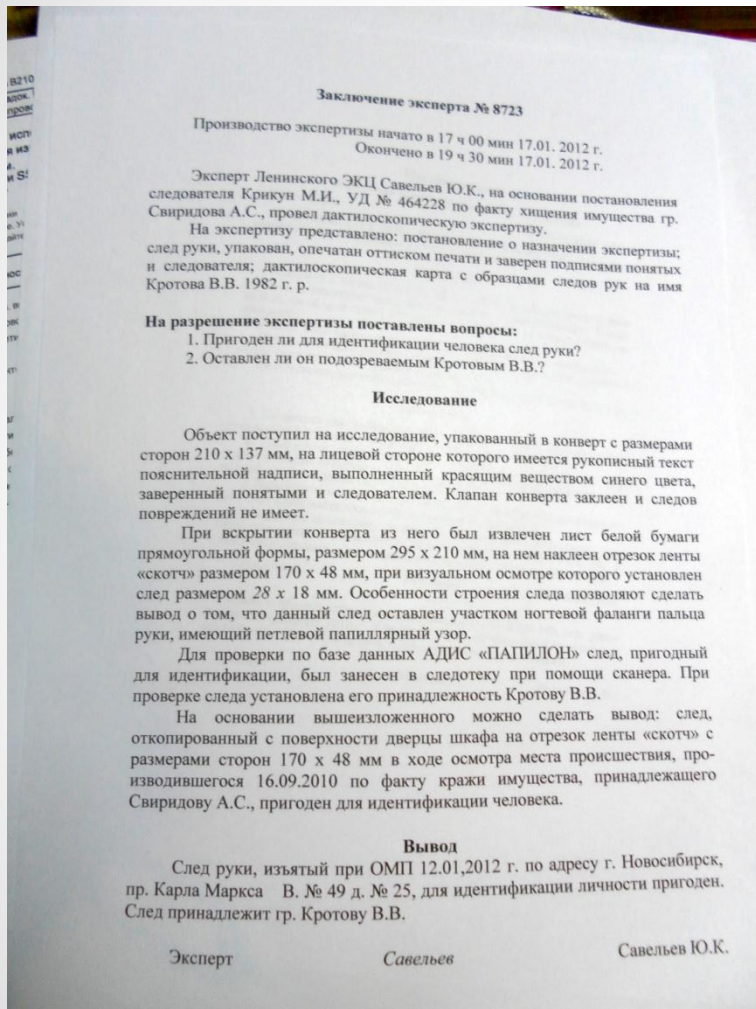 В210
Заключение эксперта № 8723
Производство экспертизы начато в 17 ч 00 мин 17.01. 2012 г.
Окончено в 19 ч 30 мин 17.01. 2012 г.
Эксперт Ленинского ЭКЦ Савельев Ю.К., на основании постановления
следователя Крикун М.И., УД № 464228 по факту хищения имущества гр.
Свиридова А.С., провел дактилоскопическую экспертизу.
На экспертизу представлено: постановление о назначении экспертизы;
след руки, упакован, опечатан оттиском печати и заверен подписями понятых
и следователя; дактилоскопическая карта с образцами следов рук на имя
Кротова В.В. 1982 г. р.
На разрешение экспертизы поставлены вопросы:
1. Пригоден ли для идентификации человека след руки?
2. Оставлен ли он подозреваемым Кротовым В.В.?
Исследование
Объект поступил на исследование, упакованный в конверт с размерами
сторон 210 х 137 мм, на лицевой стороне которого имеется рукописный текст
пояснительной надписи, выполненный красящим веществом синего цвета,
заверенный понятыми и следователем. Клапан конверта заклеен и следов
повреждений не имеет.
При вскрытии конверта из него был извлечен лист белой бумаги
прямоугольной формы, размером 295 х 210 мм, на нем наклеен отрезок ленты
«скотч» размером 170 х 48 мм, при визуальном осмотре которого установлен
след размером 28 х 18 мм. Особенности строения следа позволяют сделать
вывод о том, что данный след оставлен участком ногтевой фаланги пальца
руки, имеющий петлевой папиллярный узор.
Для проверки по базе данных АДИС «ПАПИЛОН» след, пригодный
для идентификации, был занесен в следотеку при помощи сканера. При
проверке следа установлена его принадлежность Кротову В.В.
На основании вышеизложенного можно сделать вывод: след,
откопированный с поверхности дверцы шкафа на отрезок ленты «скотч» с
размерами сторон 170 х 48 мм в ходе осмотра места происшествия, про-
изводившегося 16.09.2010 по факту кражи имущества, принадлежащего
Свиридову А.С., пригоден для идентификации человека.
Вывод
След руки, изъятый при ОМП 12.01,2012 г. по адресу г. Новосибирск,
пр. Карла Маркса В. № 49 д. № 25, для идентификации личности пригоден.
След принадлежит гр. Кротову В.В.
Эксперт Савельев Савельев Ю.К.